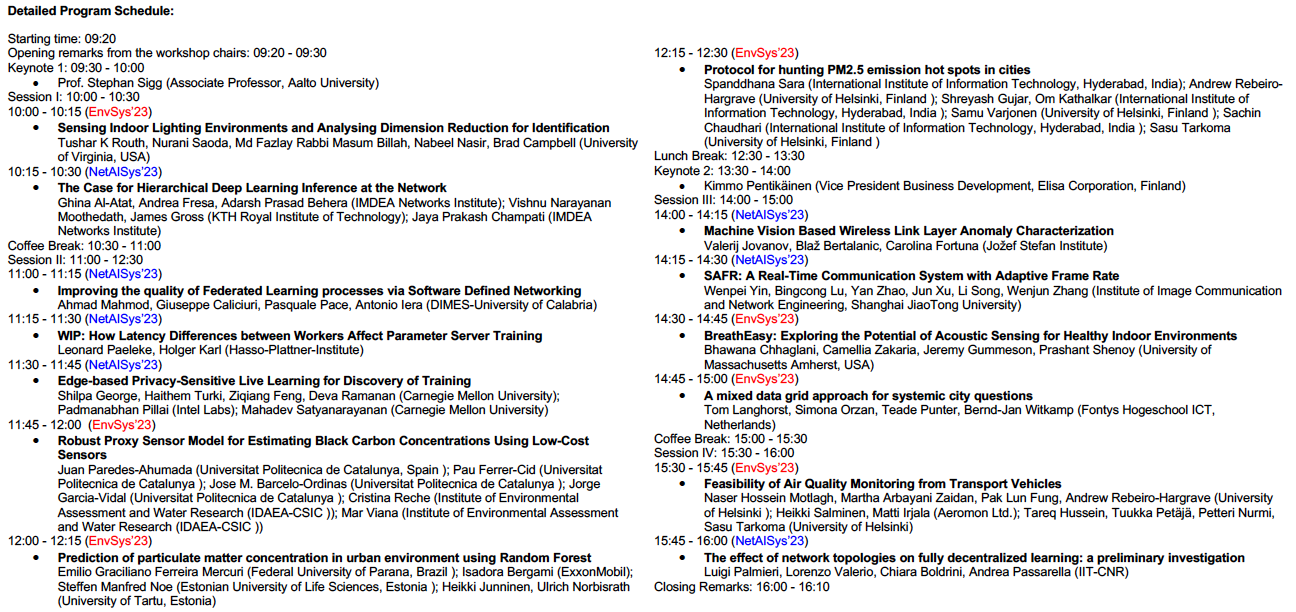 Detailed Program Schedule:
Starting time: 09:20
Opening remarks from the workshop chairs: 09:20 - 09:30
Keynote 1: 09:30 - 10:00
• Prof. Stephan Sigg (Associate Professor, Aalto University)
Session I: 10:00 - 10:30
10:00 - 10:15 (EnvSys'23)
• Sensing Indoor Lighting Environments and Analysing Dimension Reduction for Identification
Tushar K Routh, Nurani Saoda, Md Fazlay Rabbi Masum Billah, Nabeel Nasir, Brad Campbell (University
of Virginia, USA)
10:15 - 10:30 (NetAISys'23)
• The Case for Hierarchical Deep Learning Inference at the Network
Ghina Al-Atat, Andrea Fresa, Adarsh Prasad Behera (IMDEA Networks Institute); Vishnu Narayanan
Moothedath, James Gross (KTH Royal Institute of Technology); Jaya Prakash Champati (IMDEA
Networks Institute)
Coffee Break: 10:30 - 11:00
Session II: 11:00 - 12:30
11:00 - 11:15 (NetAISys'23)
• Improving the quality of Federated Learning processes via Software Defined Networking
Ahmad Mahmod, Giuseppe Caliciuri, Pasquale Pace, Antonio Iera (DIMES-University of Calabria)
11:15 - 11:30 (NetAISys'23)
• WIP: How Latency Differences between Workers Affect Parameter Server Training
Leonard Paeleke, Holger Karl (Hasso-Plattner-Institute)
11:30 - 11:45 (NetAISys'23)
• Edge-based Privacy-Sensitive Live Learning for Discovery of Training
Shilpa George, Haithem Turki, Ziqiang Feng, Deva Ramanan (Carnegie Mellon University);
Padmanabhan Pillai (Intel Labs); Mahadev Satyanarayanan (Carnegie Mellon University)
11:45 - 12:00 (EnvSys'23)
• Robust Proxy Sensor Model for Estimating Black Carbon Concentrations Using Low-Cost
Sensors
Juan Paredes-Ahumada (Universitat Politecnica de Catalunya, Spain ); Pau Ferrer-Cid (Universitat
Politecnica de Catalunya ); Jose M. Barcelo-Ordinas (Universitat Politecnica de Catalunya ); Jorge
Garcia-Vidal (Universitat Politecnica de Catalunya ); Cristina Reche (Institute of Environmental
Assessment and Water Research (IDAEA-CSIC )); Mar Viana (Institute of Environmental Assessment
and Water Research (IDAEA-CSIC ))
12:00 - 12:15 (EnvSys'23)
• Prediction of particulate matter concentration in urban environment using Random Forest
Emilio Graciliano Ferreira Mercuri (Federal University of Parana, Brazil ); Isadora Bergami (ExxonMobil);
Steffen Manfred Noe (Estonian University of Life Sciences, Estonia ); Heikki Junninen, Ulrich Norbisrath
(University of Tartu, Estonia)
12:15 - 12:30 (EnvSys'23)
• Protocol for hunting PM2.5 emission hot spots in cities
Spanddhana Sara (International Institute of Information Technology, Hyderabad, India); Andrew Rebeiro-
Hargrave (University of Helsinki, Finland ); Shreyash Gujar, Om Kathalkar (International Institute of
Information Technology, Hyderabad, India ); Samu Varjonen (University of Helsinki, Finland ); Sachin
Chaudhari (International Institute of Information Technology, Hyderabad, India ); Sasu Tarkoma
(University of Helsinki, Finland )
Lunch Break: 12:30 - 13:30
Keynote 2: 13:30 - 14:00
• Kimmo Pentikäinen (Vice President Business Development, Elisa Corporation, Finland)
Session III: 14:00 - 15:00
14:00 - 14:15 (NetAISys'23)
• Machine Vision Based Wireless Link Layer Anomaly Characterization
Valerij Jovanov, Blaž Bertalanic, Carolina Fortuna (Jožef Stefan Institute)
14:15 - 14:30 (NetAISys'23)
• SAFR: A Real-Time Communication System with Adaptive Frame Rate
Wenpei Yin, Bingcong Lu, Yan Zhao, Jun Xu, Li Song, Wenjun Zhang (Institute of Image Communication
and Network Engineering, Shanghai JiaoTong University)
14:30 - 14:45 (EnvSys'23)
• BreathEasy: Exploring the Potential of Acoustic Sensing for Healthy Indoor Environments
Bhawana Chhaglani, Camellia Zakaria, Jeremy Gummeson, Prashant Shenoy (University of
Massachusetts Amherst, USA)
14:45 - 15:00 (EnvSys'23)
• A mixed data grid approach for systemic city questions
Tom Langhorst, Simona Orzan, Teade Punter, Bernd-Jan Witkamp (Fontys Hogeschool ICT,
Netherlands)
Coffee Break: 15:00 - 15:30
Session IV: 15:30 - 16:00
15:30 - 15:45 (EnvSys'23)
• Feasibility of Air Quality Monitoring from Transport Vehicles
Naser Hossein Motlagh, Martha Arbayani Zaidan, Pak Lun Fung, Andrew Rebeiro-Hargrave (University
of Helsinki ); Heikki Salminen, Matti Irjala (Aeromon Ltd.); Tareq Hussein, Tuukka Petäjä, Petteri Nurmi,
Sasu Tarkoma (University of Helsinki)
15:45 - 16:00 (NetAISys'23)
• The effect of network topologies on fully decentralized learning: a preliminary investigation
Luigi Palmieri, Lorenzo Valerio, Chiara Boldrini, Andrea Passarella (IIT-CNR)
Closing Remarks: 16:00 - 16:10